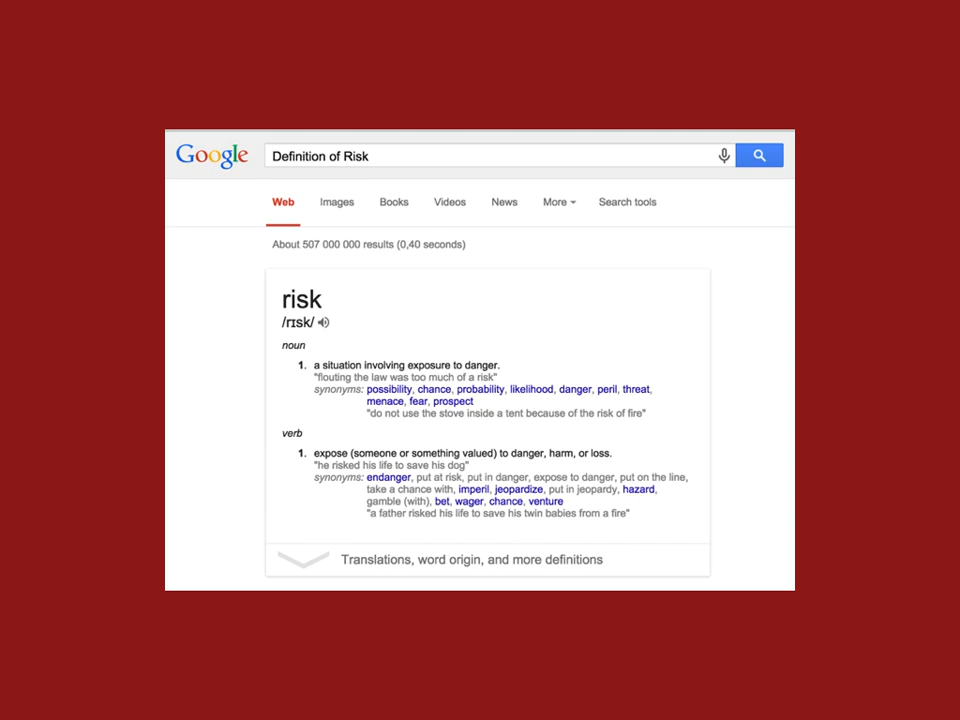 Google Definition of Risk
Web Images Books Videos News More Search tools
About 507 000 000 results (0,40 seconds)
risk
/rɪsk/
noun
1. a situation involving exposure to danger.
"flouting the law was too much of a risk"
synonyms: possibility, chance, probability, likelihood, danger, peril, threat,
menace, fear, prospect
"do not use the stove inside a tent because of the risk of fire"
verb
1. expose (someone or something valued) to danger, harm, or loss.
"he risked his life to save his dog"
synonyms: endanger, put at risk, put in danger, expose to danger, put on the line,
take a chance with, imperil, jeopardize, put in jeopardy, hazard,
gamble (with), bet, wager, chance, venture
"a father risked his life to save his twin babies from a fire"
Translations, word origin, and more definitions